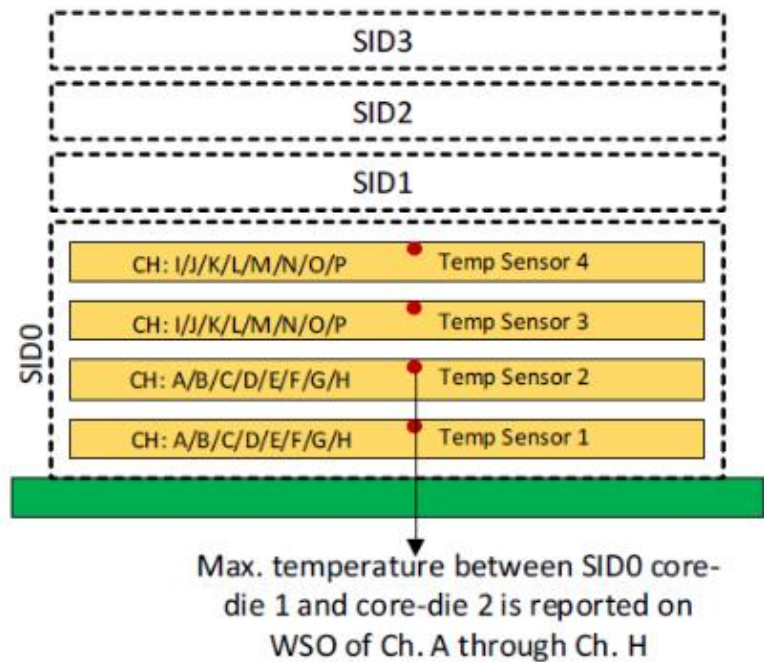 SID3
SID2
SID1
SID0
CH: I/J/K/L/M/N/O/P Temp Sensor 4
CH: I/J/K/L/M/N/O/P Temp Sensor 3
CH: A/B/C/D/E/F/G/H Temp Sensor 2
CH: A/B/C/D/E/F/G/H Temp Sensor 1
Max. temperature between SID0 core-
die 1 and core-die 2 is reported on
WSO of Ch. A through Ch. H